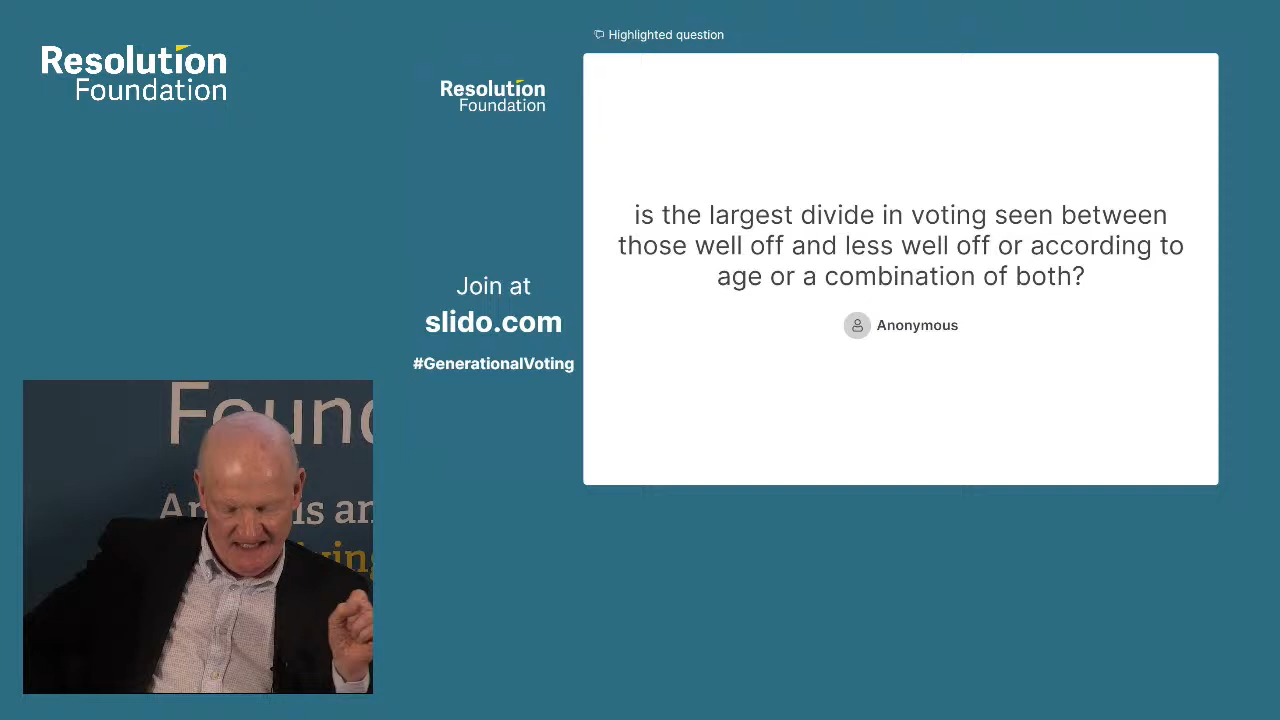 Resolution
Foundation
Highlighted question
Resolution
Foundation
is the largest divide in voting seen between
those well off and less well off or according to
age or a combination of both?
Anonymous
Join at
slido.com
#GenerationalVoting
Found